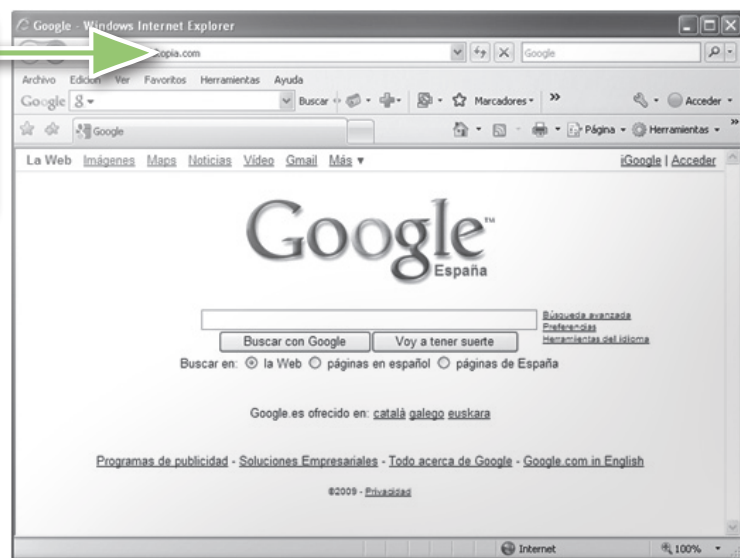 Google - Windows Internet Explorer
topia.com
Google
Archivo Edición Ver Favoritos Herramientas Ayuda
Google Buscar Marcadores Acceder
Google Página Herramientas
La Web Imágenes Maps Noticias Vídeo Gmail Más iGoogle | Acceder
Google™
España
Búsqueda avanzada
Preferencias
Herramientas del idioma
Buscar con Google Voy a tener suerte
Buscar en: la Web páginas en español páginas de España
Google.es ofrecido en: català galego euskara
Programas de publicidad - Soluciones Empresariales - Todo acerca de Google - Google.com in English
©2009 - Privacidad
Internet 100%